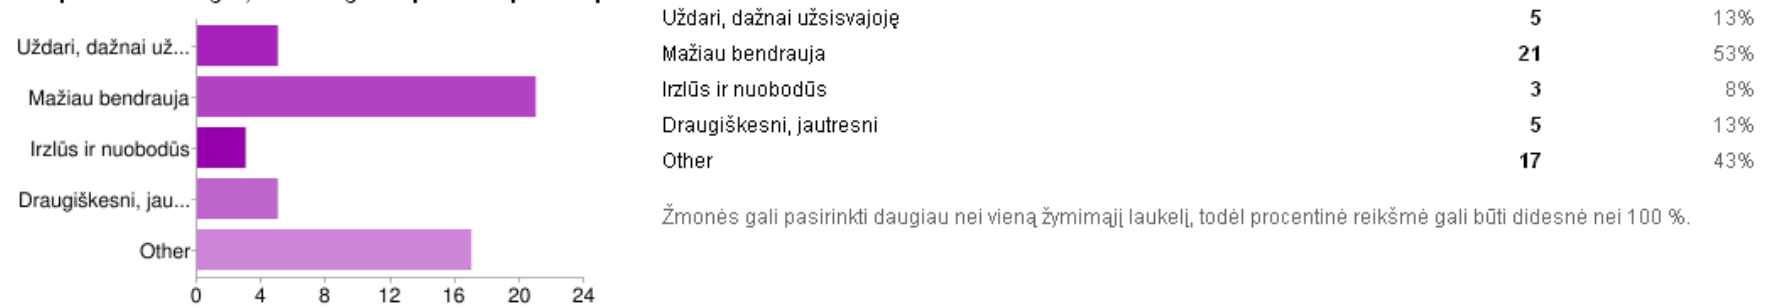 Uždari, dažnai už...
Mažiau bendrauja
Irzlūs ir nuobodūs
Draugiškesni, jau...
Other
0 4 8 12 16 20 24
Uždari, dažnai užsisvajoję 5 13%
Mažiau bendrauja 21 53%
Irzlūs ir nuobodūs 3 8%
Draugiškesni, jautresni 5 13%
Other 17 43%
Žmonės gali pasirinkti daugiau nei vieną žymimąjį laukelį, todėl procentinė reikšmė gali būti didesnė nei 100 %.